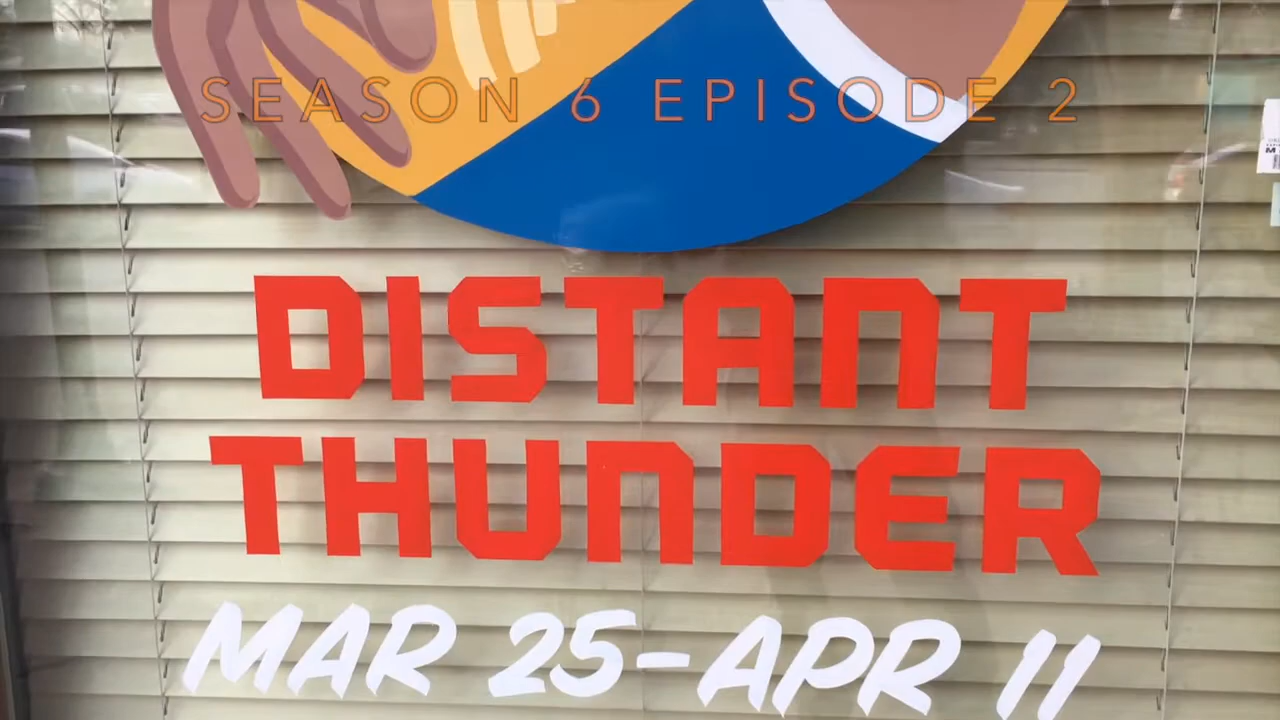 SEASON 6 EPISODE 2
DISTANT
THUNDER
MAR 25-APR 11